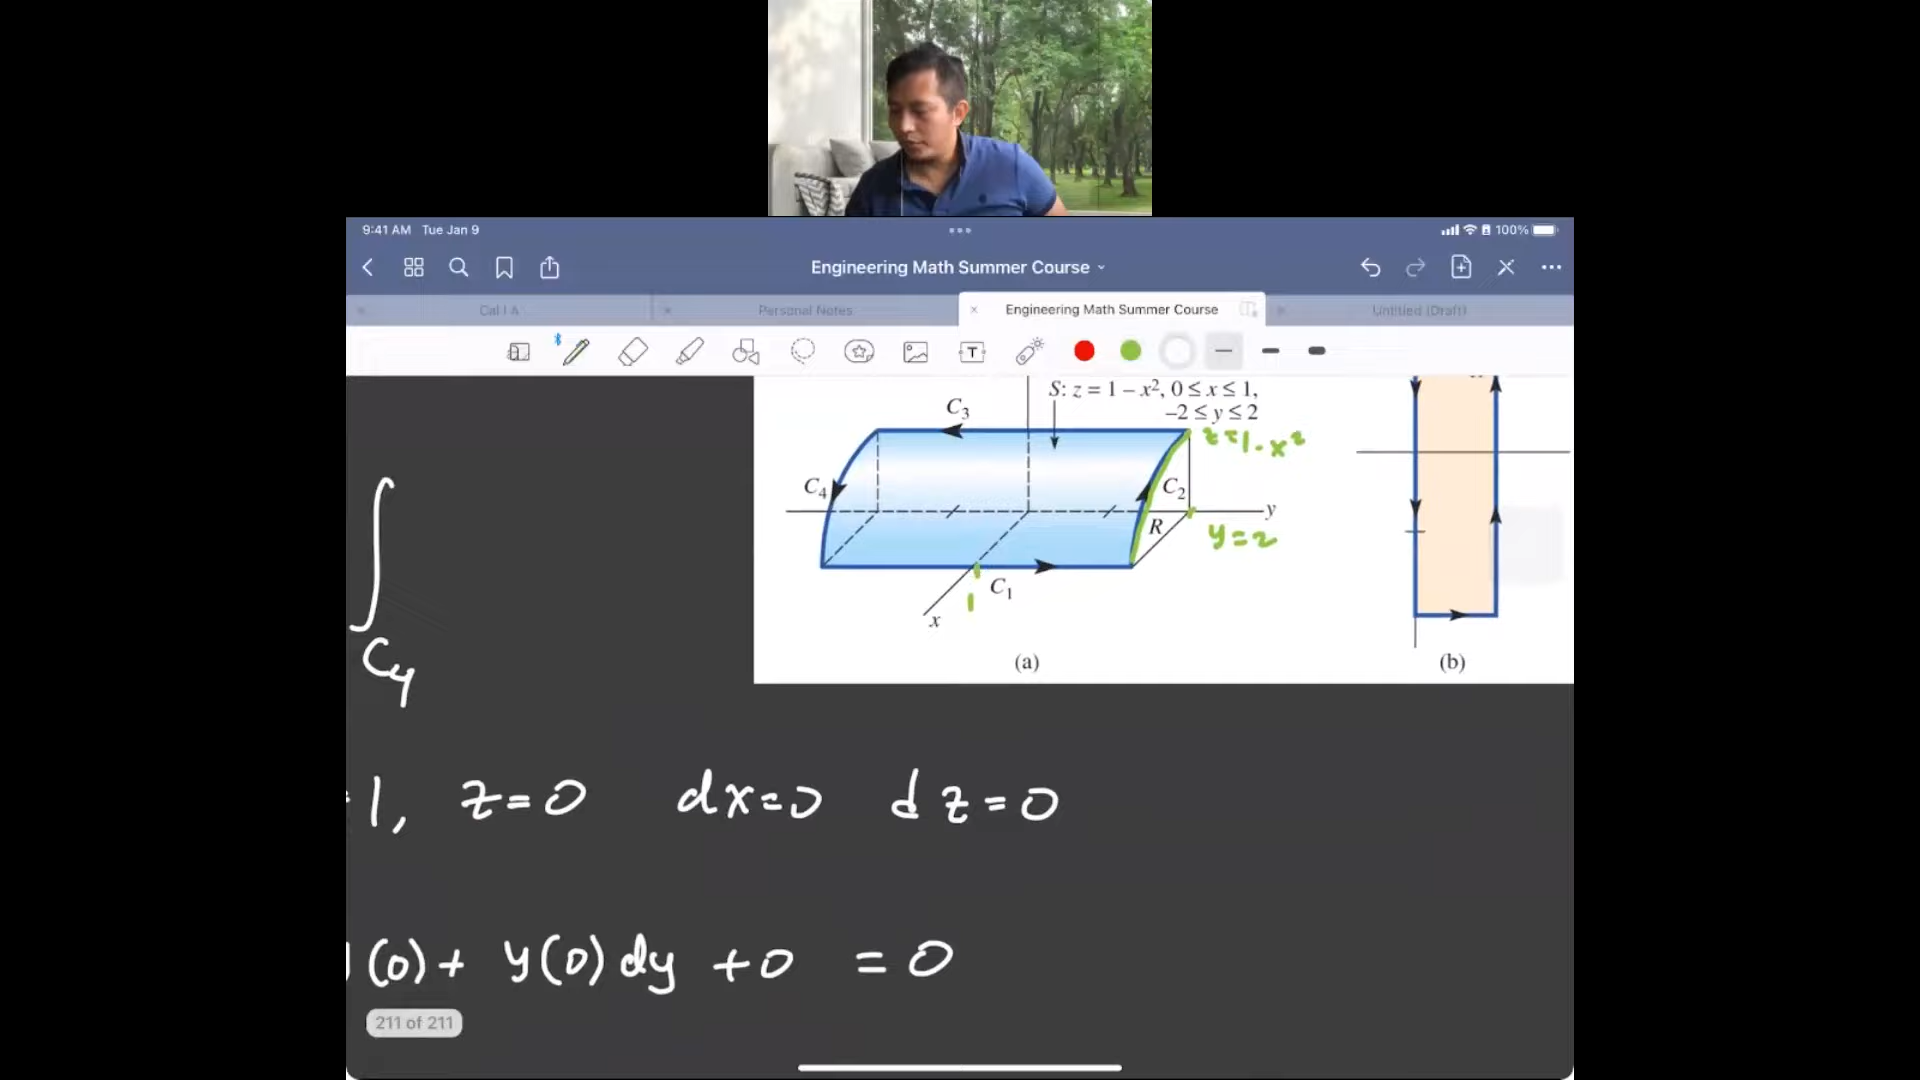 9:41 AM Tue Jan 9
100%
Engineering Math Summer Course
Cal I A
Personal Notes
Engineering Math Summer Course
Untitled (Draft)
T
S: z = 1 – x², 0 ≤ x ≤ 1,
–2 ≤ y ≤ 2
C₃
z = 1 - x²
C₄
C₂
y
R
y = 2
C₁
1
x
(a)
(b)
∫
C₄
= 1, z = 0 dx = 0 dz = 0
(0) + y(0) dy + 0 = 0
211 of 211